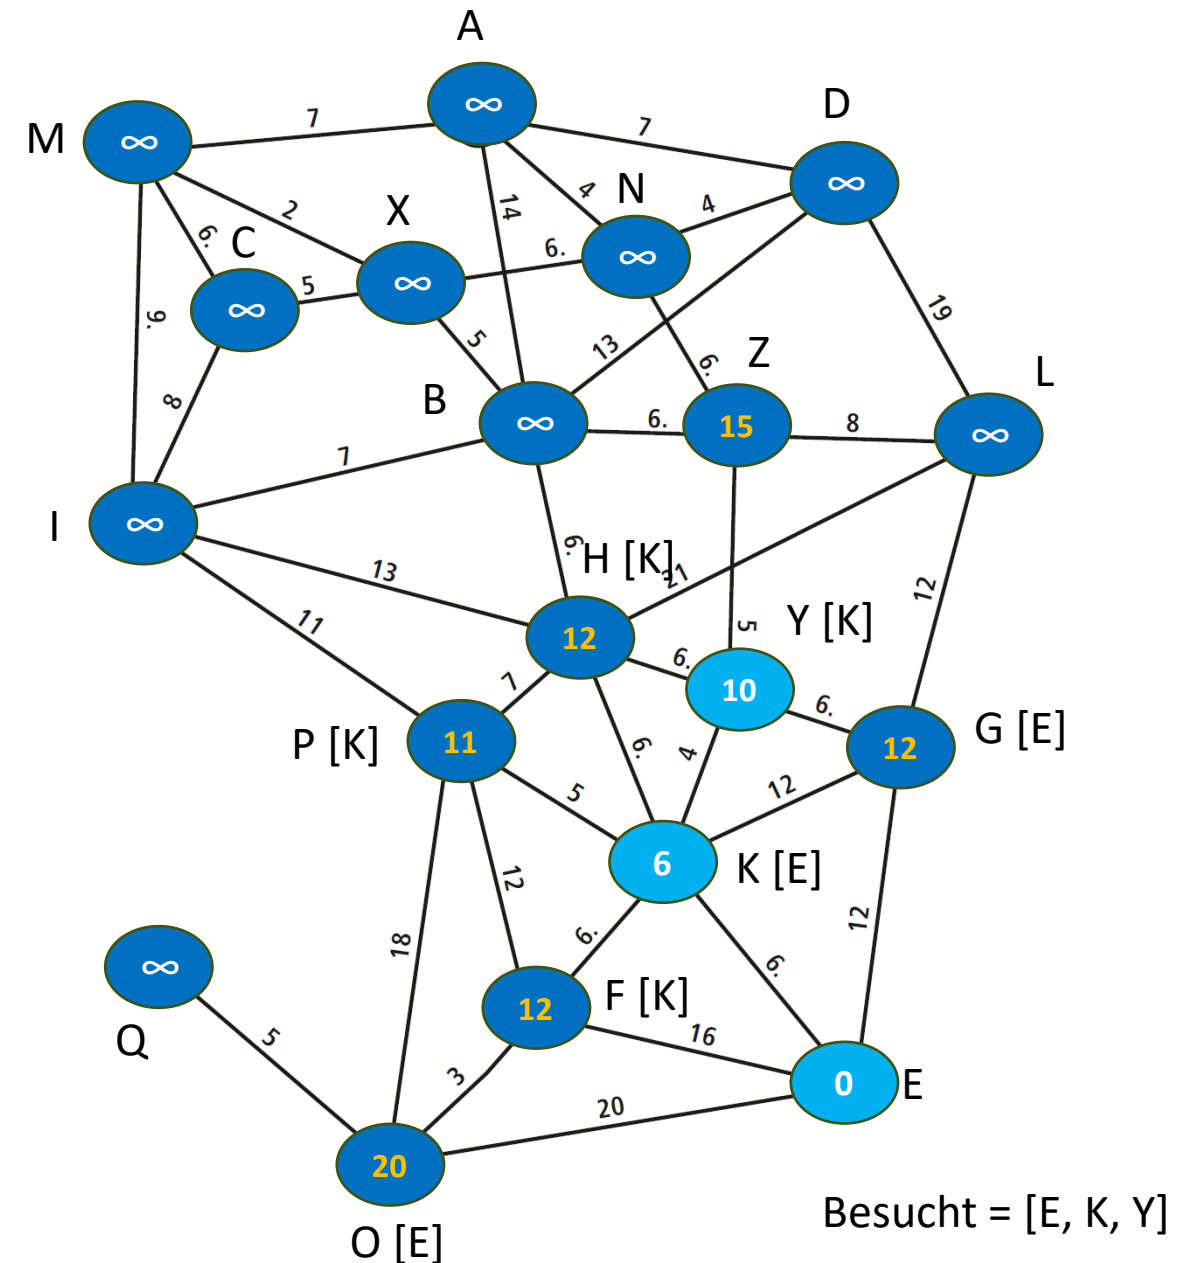 A
M
∞
7
∞
7
D
∞
4
N
4
14
2
X
6.
C
∞
5
∞
6.
∞
9.
8
5
13
19
6.
Z
L
B
∞
6.
15
8
∞
7
I
∞
6.
H [K]
21
13
12
11
12
5
Y [K]
6.
10
7
6.
G [E]
12
P [K]
11
6.
4
5
12
6
K [E]
12
18
6.
12
6.
∞
Q
F [K]
12
16
5
3
0
E
20
20
O [E]
Besucht = [E, K, Y]